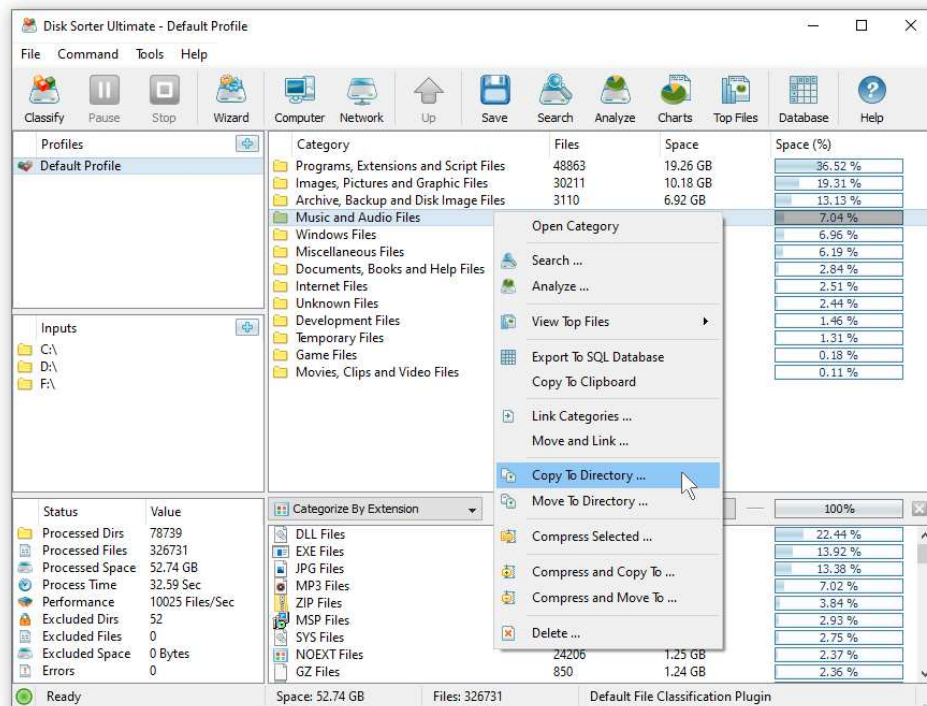 Disk Sorter Ultimate - Default Profile
File Command Tools Help
Classify Pause Stop Wizard Computer Network Up Save Search Analyze Charts Top Files Database Help
Profiles
Default Profile
Inputs
C:\
D:\
F:\
Category Files Space Space (%)
Programs, Extensions and Script Files 48863 19.26 GB 36.52 %
Images, Pictures and Graphic Files 30211 10.18 GB 19.31 %
Archive, Backup and Disk Image Files 3110 6.92 GB 13.13 %
Music and Audio Files 7.04 %
Windows Files 6.96 %
Miscellaneous Files 6.19 %
Documents, Books and Help Files 2.84 %
Internet Files 2.51 %
Unknown Files 2.44 %
Development Files 1.46 %
Temporary Files 1.31 %
Game Files 0.18 %
Movies, Clips and Video Files 0.11 %
Open Category
Search ...
Analyze ...
View Top Files
Export To SQL Database
Copy To Clipboard
Link Categories ...
Move and Link ...
Copy To Directory ...
Move To Directory ...
Compress Selected ...
Compress and Copy To ...
Compress and Move To ...
Delete ...
Status Value
Processed Dirs 78739
Processed Files 326731
Processed Space 52.74 GB
Process Time 32.59 Sec
Performance 10025 Files/Sec
Excluded Dirs 52
Excluded Files 0
Excluded Space 0 Bytes
Errors 0
Categorize By Extension 100%
DLL Files 22.44 %
EXE Files 13.92 %
JPG Files 13.38 %
MP3 Files 7.02 %
ZIP Files 3.84 %
MSP Files 2.93 %
SYS Files 2.75 %
NOEXT Files 24206 1.25 GB 2.37 %
GZ Files 850 1.24 GB 2.36 %
Ready Space: 52.74 GB Files: 326731 Default File Classification Plugin